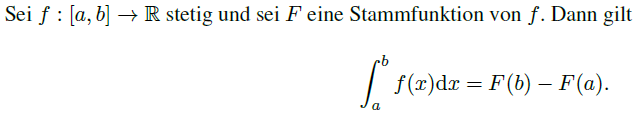 Sei f : [a, b] → ℝ stetig und sei F eine Stammfunktion von f. Dann gilt
∫_a^b f(x)dx = F(b) − F(a).